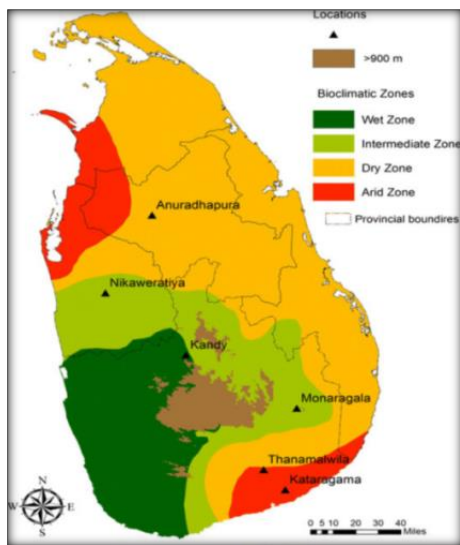 Locations
>900 m
Bioclimatic Zones
Wet Zone
Intermediate Zone
Dry Zone
Arid Zone
Provincial boundires
Anuradhapura
Nikaweratiya
Kandy
Monaragala
Thanamalwila
Kataragama
N
W E
S
0 5 10 20 30 40
Miles